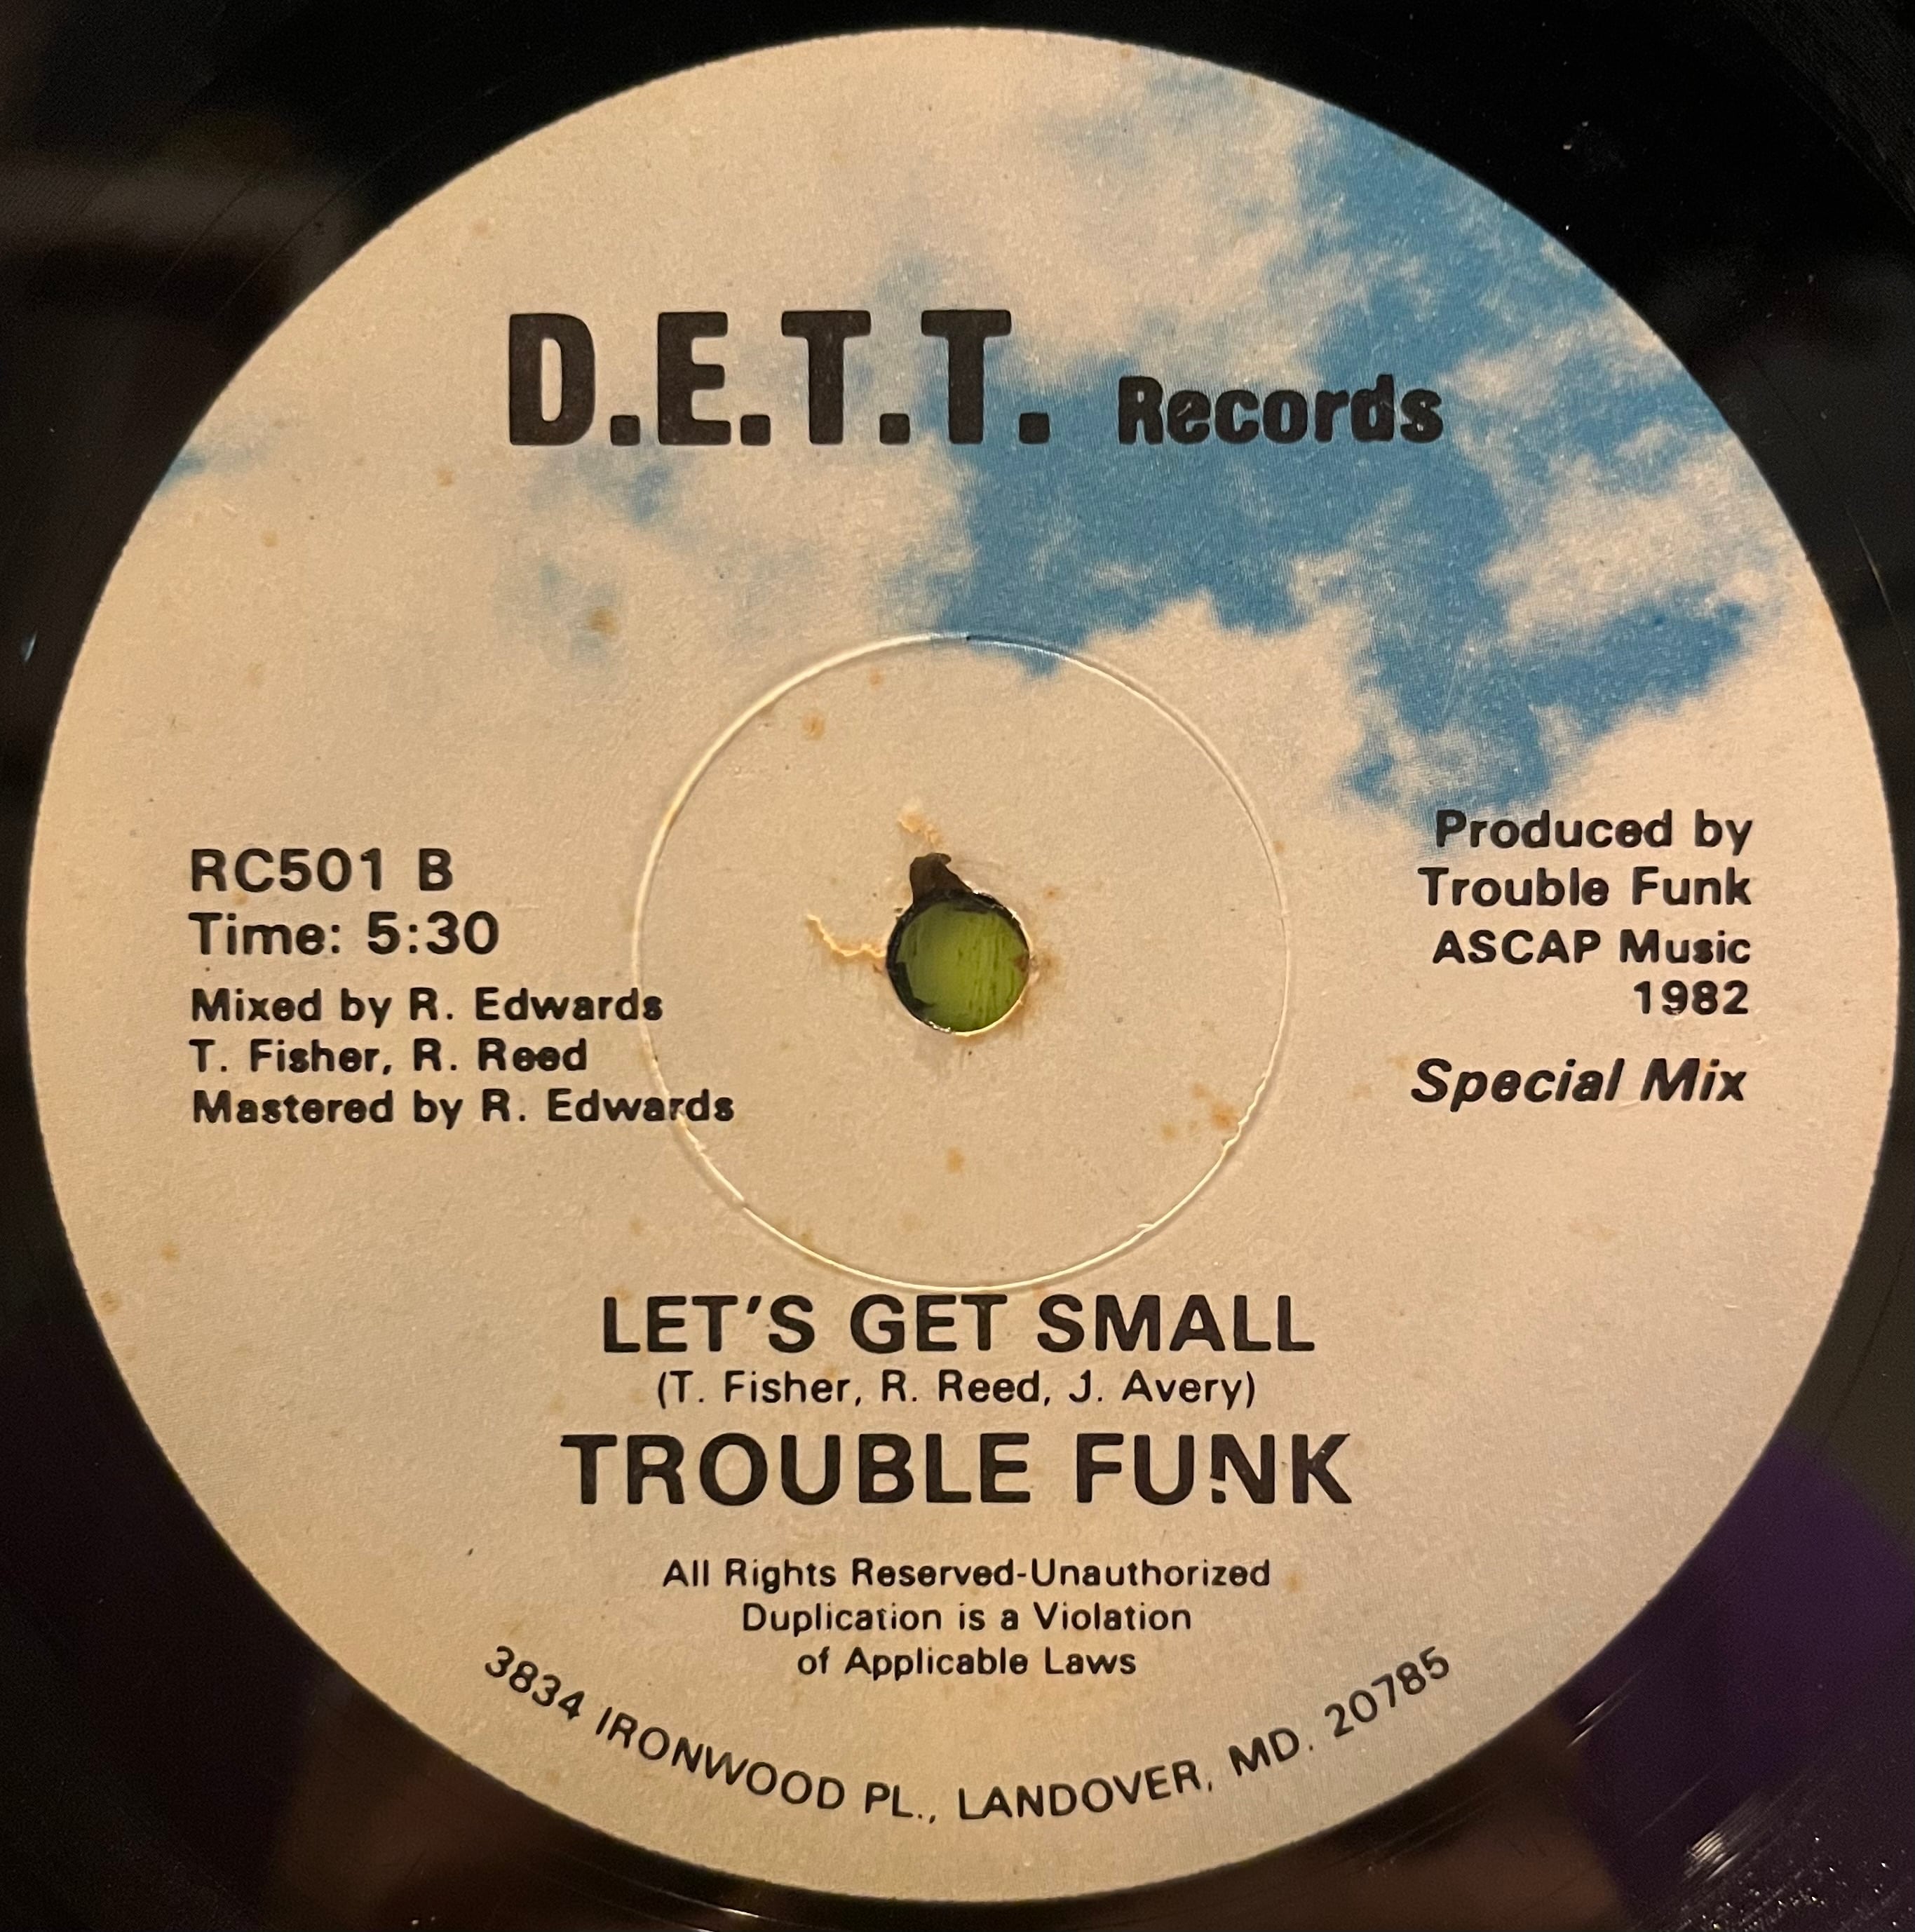 D.E.T.T. Records
RC501 B
Time: 5:30
Mixed by R. Edwards
T. Fisher, R. Reed
Mastered by R. Edwards
Produced by
Trouble Funk
ASCAP Music
1982
Special Mix
LET'S GET SMALL
(T. Fisher, R. Reed, J. Avery)
TROUBLE FUNK
All Rights Reserved-Unauthorized
Duplication is a Violation
of Applicable Laws
3834 IRONWOOD PL., LANDOVER, MD. 20785